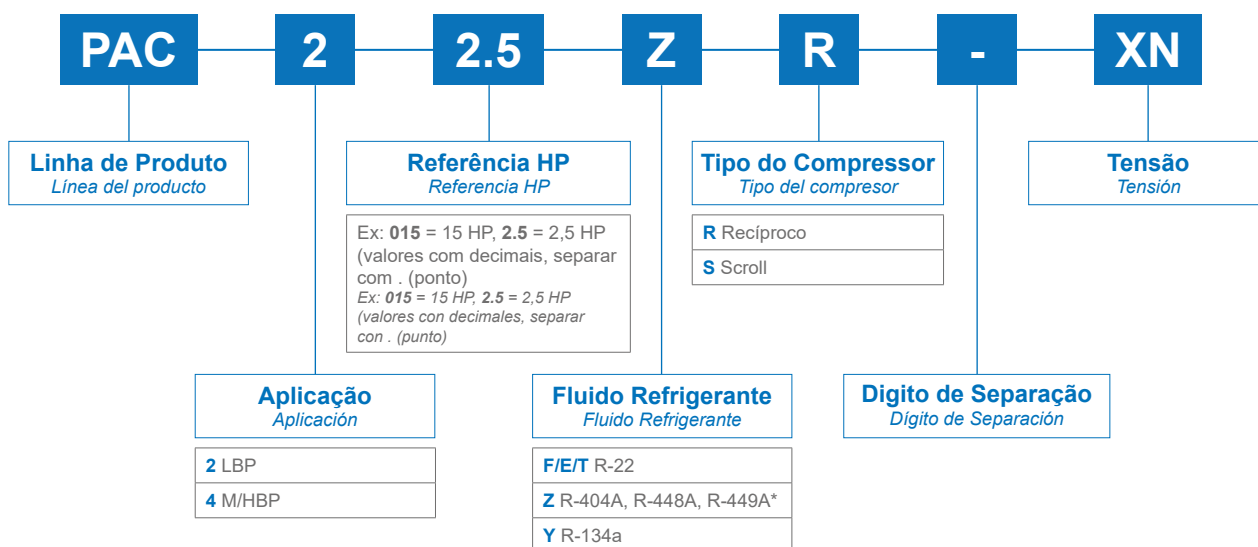 PAC 2 2.5 Z R - XN
Linha de Produto
Línea del producto
Referência HP
Referencia HP
Ex: 015 = 15 HP, 2.5 = 2,5 HP
(valores com decimais, separar
com . (ponto)
Ex: 015 = 15 HP, 2.5 = 2,5 HP
(valores con decimales, separar
con . (punto)
Tipo do Compressor
Tipo del compresor
R Recíproco
S Scroll
Tensão
Tensión
Aplicação
Aplicación
2 LBP
4 M/HBP
Fluido Refrigerante
Fluido Refrigerante
F/E/T R-22
Z R-404A, R-448A, R-449A*
Y R-134a
Digito de Separação
Dígito de Separación